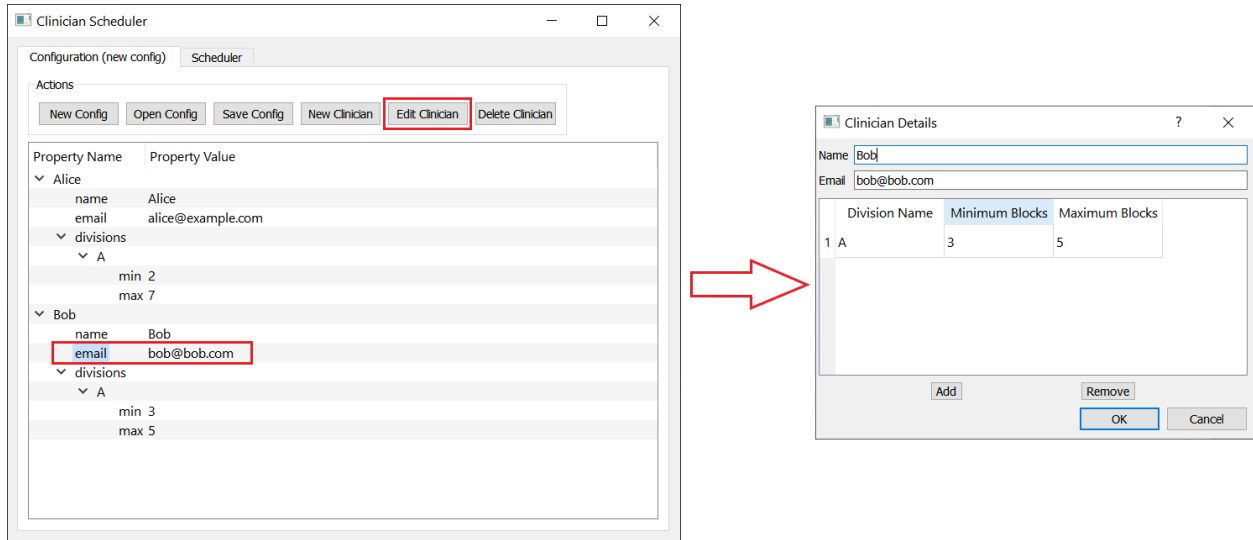 Clinician Scheduler
Configuration (new config) Scheduler
Actions
New Config Open Config Save Config New Clinician Edit Clinician Delete Clinician
Property Name Property Value
Alice
name Alice
email alice@example.com
divisions
A
min 2
max 7
Bob
name Bob
email bob@bob.com
divisions
A
min 3
max 5
Clinician Details ?
Name Bob
Email bob@bob.com
Division Name Minimum Blocks Maximum Blocks
1 A 3 5
Add Remove
OK Cancel